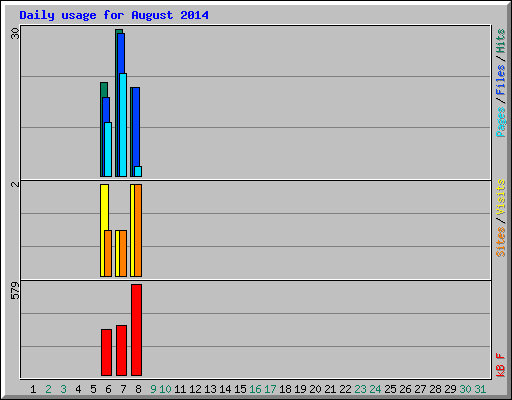 Daily usage for August 2014
30
Pages / Files / Hits
2
Sites / Visits
579
kB F
1 2 3 4 5 6 7 8 9 10 11 12 13 14 15 16 17 18 19 20 21 22 23 24 25 26 27 28 29 30 31